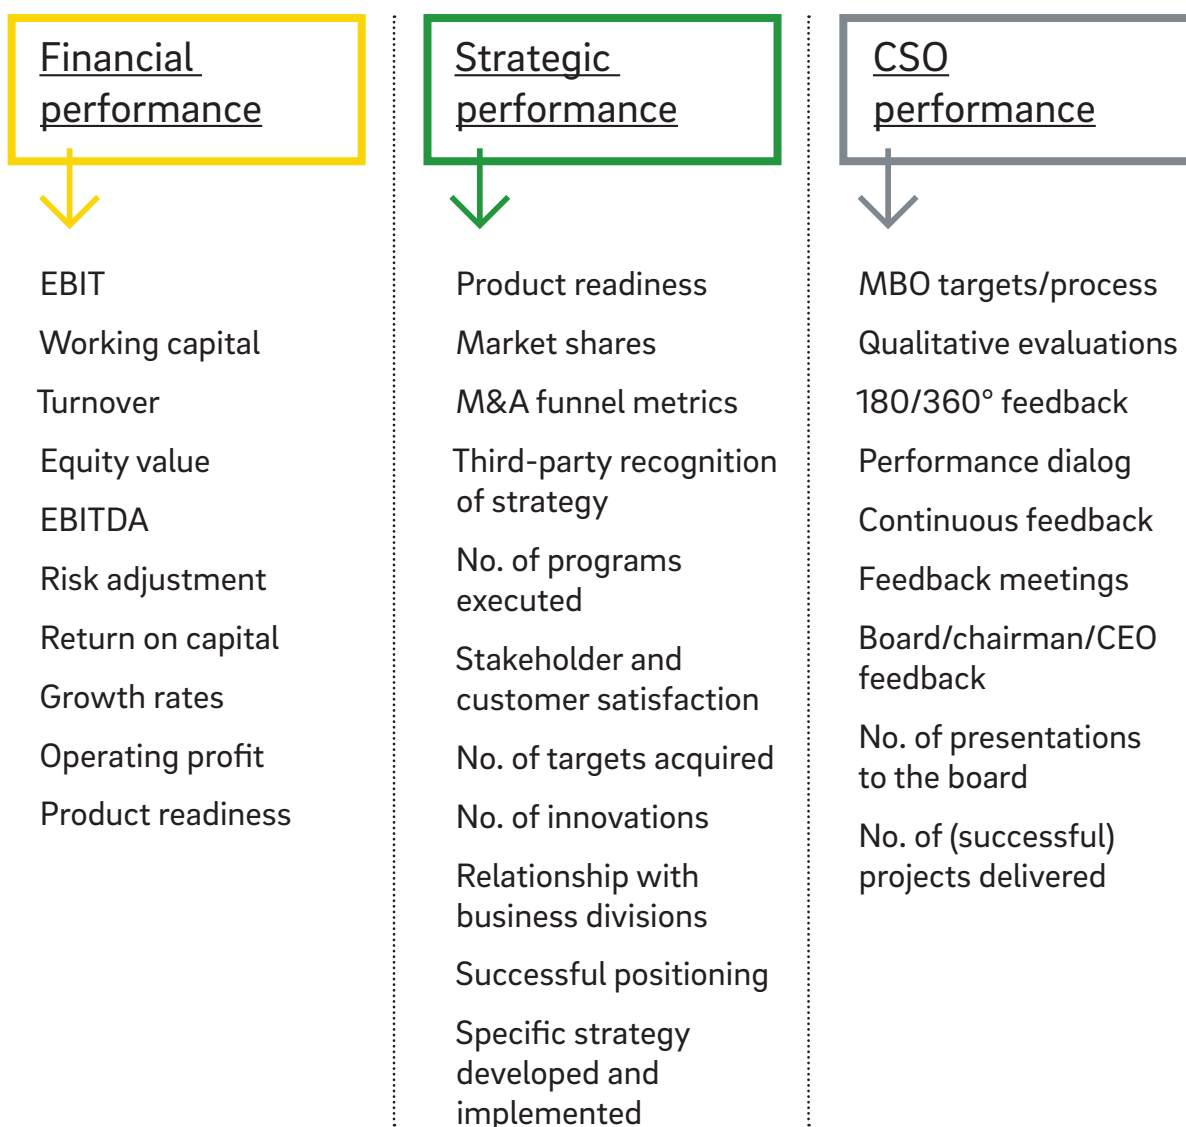 Financial
performance
EBIT
Working capital
Turnover
Equity value
EBITDA
Risk adjustment
Return on capital
Growth rates
Operating profit
Product readiness
Strategic
performance
Product readiness
Market shares
M&A funnel metrics
Third-party recognition
of strategy
No. of programs
executed
Stakeholder and
customer satisfaction
No. of targets acquired
No. of innovations
Relationship with
business divisions
Successful positioning
Specific strategy
developed and
implemented
CSO
performance
MBO targets/process
Qualitative evaluations
180/360° feedback
Performance dialog
Continuous feedback
Feedback meetings
Board/chairman/CEO
feedback
No. of presentations
to the board
No. of (successful)
projects delivered